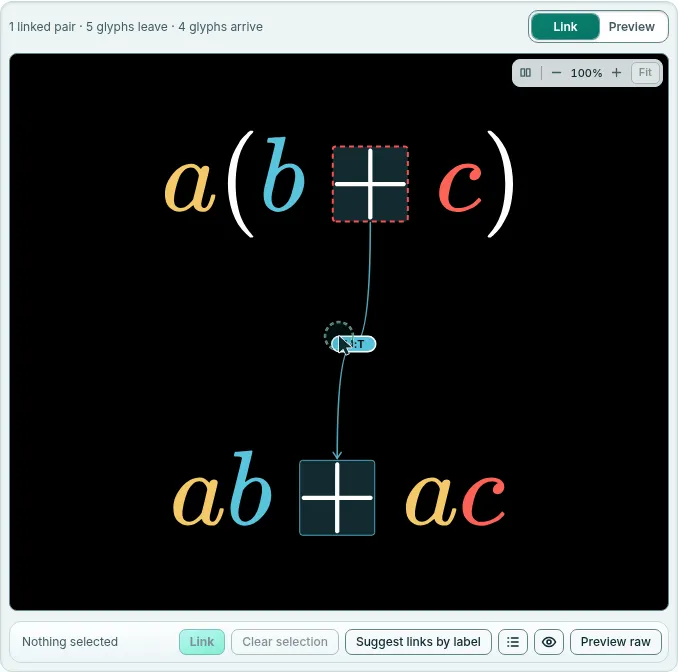 1 linked pair · 5 glyphs leave · 4 glyphs arrive
Link Preview
100% Fit
a(b + c)
ab + ac
Nothing selected Link Clear selection Suggest links by label Preview raw